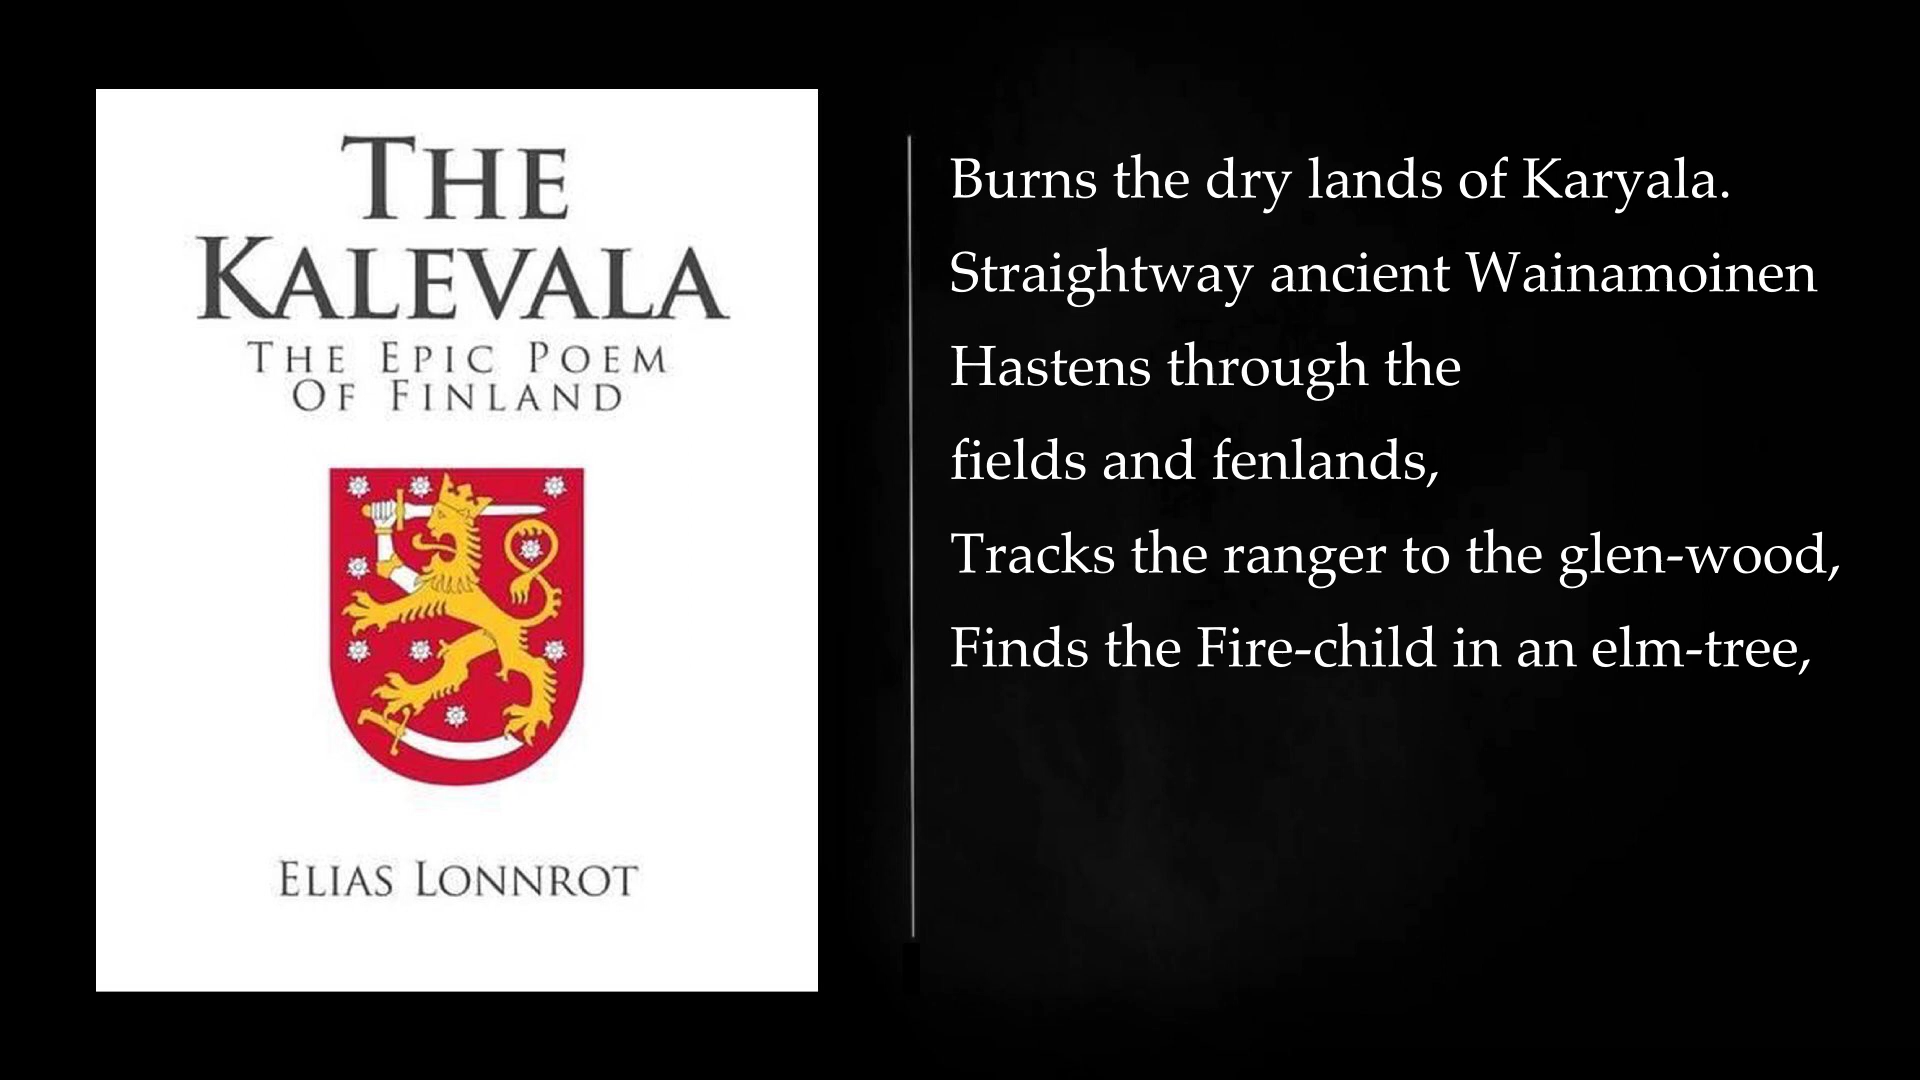 THE
KALEVALA
THE EPIC POEM
OF FINLAND
ELIAS LONNROT
Burns the dry lands of Karyala.
Straightway ancient Wainamoinen
Hastens through the
fields and fenlands,
Tracks the ranger to the glen-wood,
Finds the Fire-child in an elm-tree,